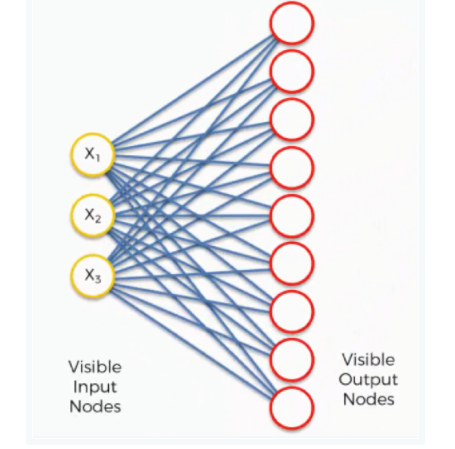 X₁
X₂
X₃
Visible
Input
Nodes
Visible
Output
Nodes